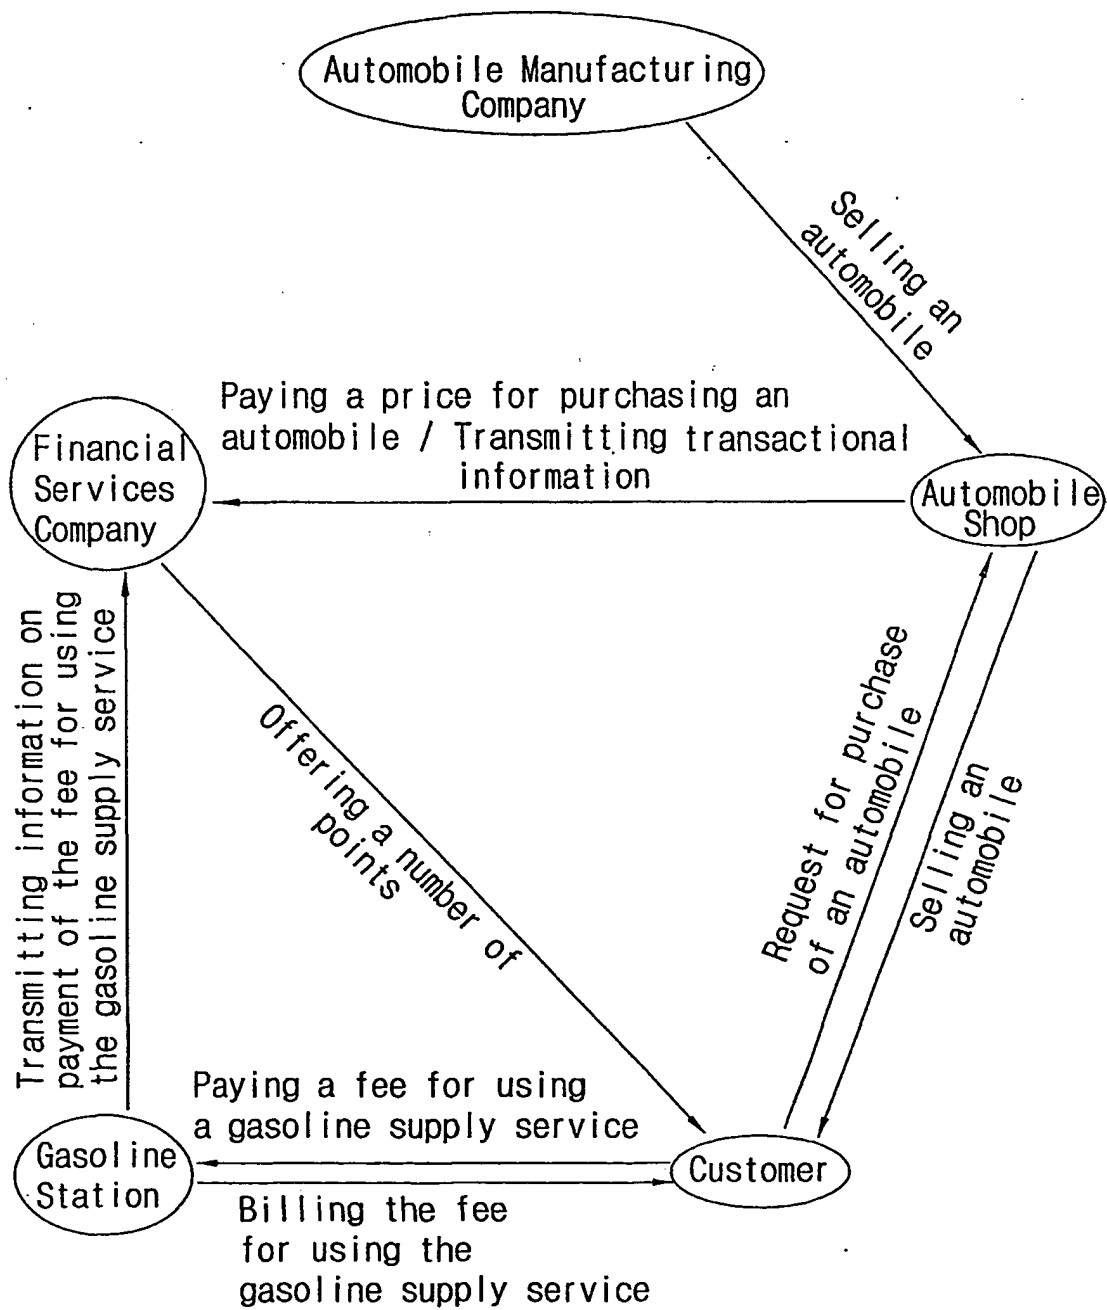 Automobile Manufacturing
Company
Selling an
automobile
Paying a price for purchasing an
automobile / Transmitting transactional
information
Financial
Services
Company
Automobile
Shop
Transmitting information on
payment of the fee for using
the gasoline supply service
Offering a number of
points
Request for purchase
of an automobile
Selling an
automobile
Paying a fee for using
a gasoline supply service
Gasoline
Station
Customer
Billing the fee
for using the
gasoline supply service